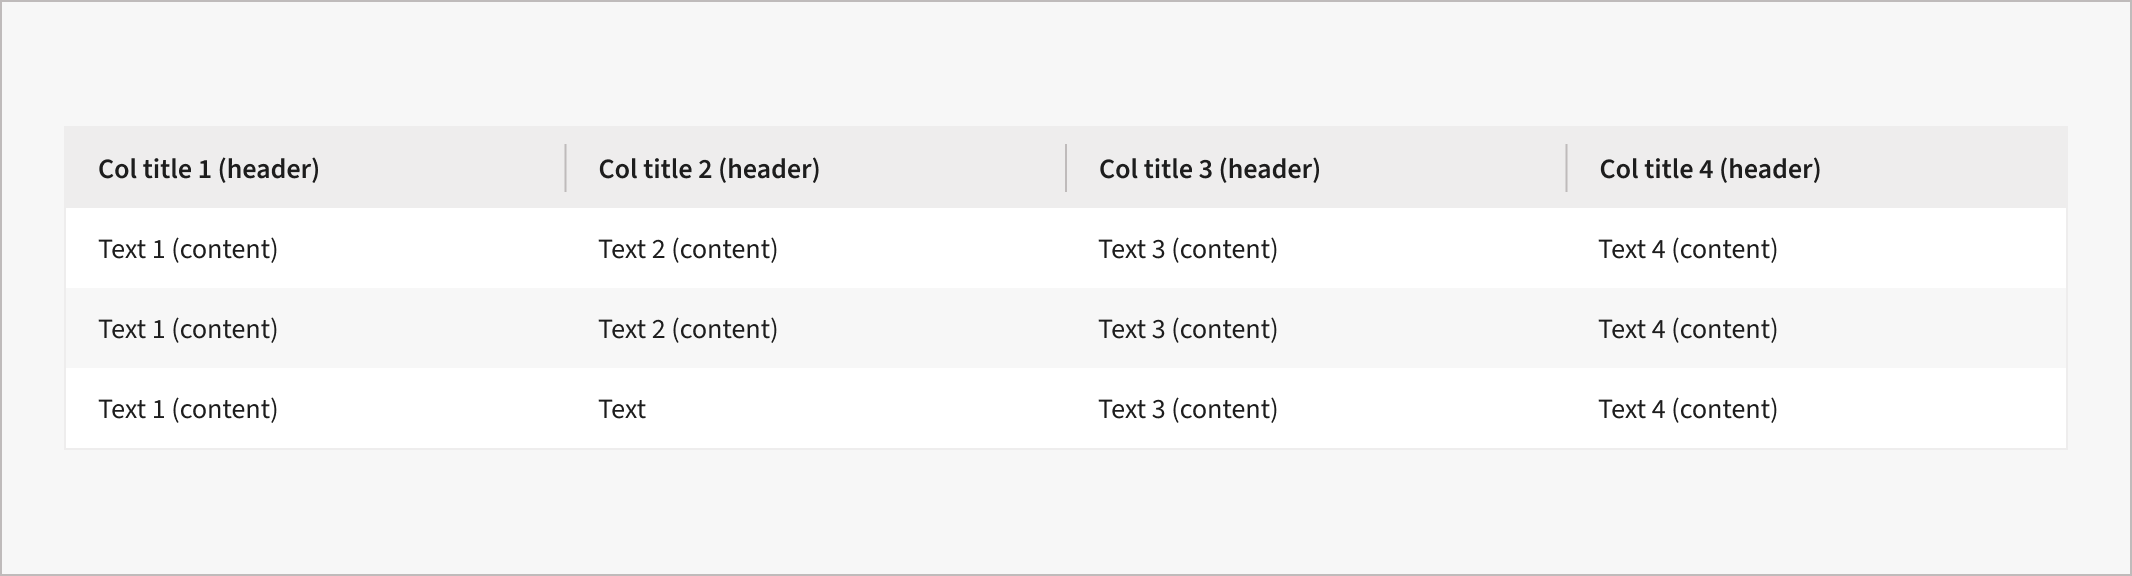 Col title 1 (header) Col title 2 (header) Col title 3 (header) Col title 4 (header)
Text 1 (content) Text 2 (content) Text 3 (content) Text 4 (content)
Text 1 (content) Text 2 (content) Text 3 (content) Text 4 (content)
Text 1 (content) Text Text 3 (content) Text 4 (content)